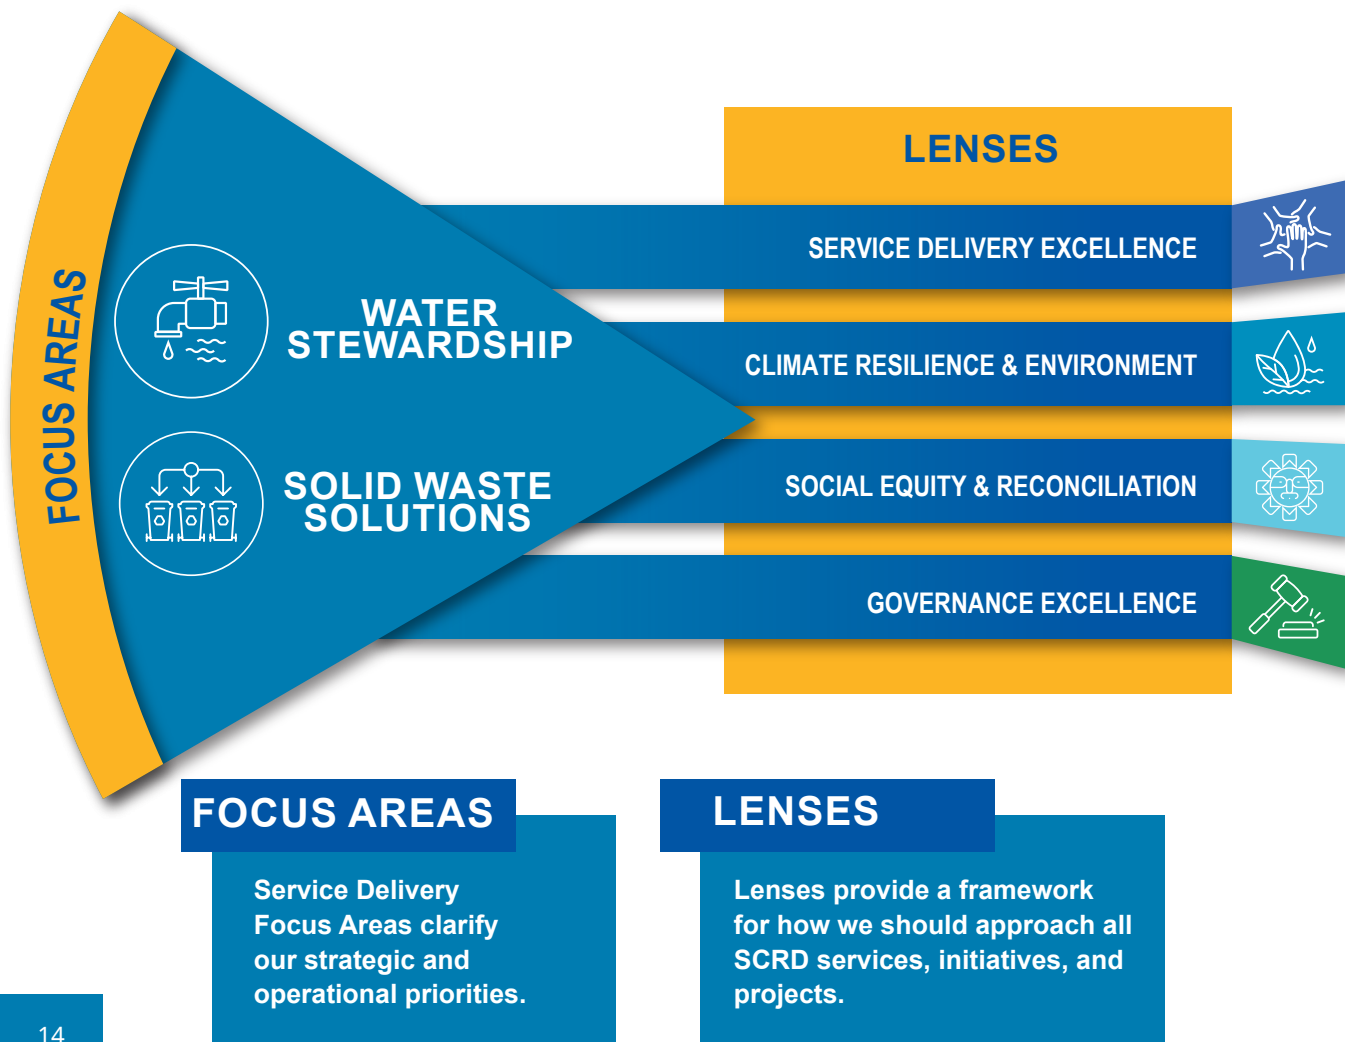 FOCUS AREAS
WATER
STEWARDSHIP
SOLID WASTE
SOLUTIONS
LENSES
SERVICE DELIVERY EXCELLENCE
CLIMATE RESILIENCE & ENVIRONMENT
SOCIAL EQUITY & RECONCILIATION
GOVERNANCE EXCELLENCE
FOCUS AREAS
Service Delivery
Focus Areas clarify
our strategic and
operational priorities.
LENSES
Lenses provide a framework
for how we should approach all
SCRD services, initiatives, and
projects.
14